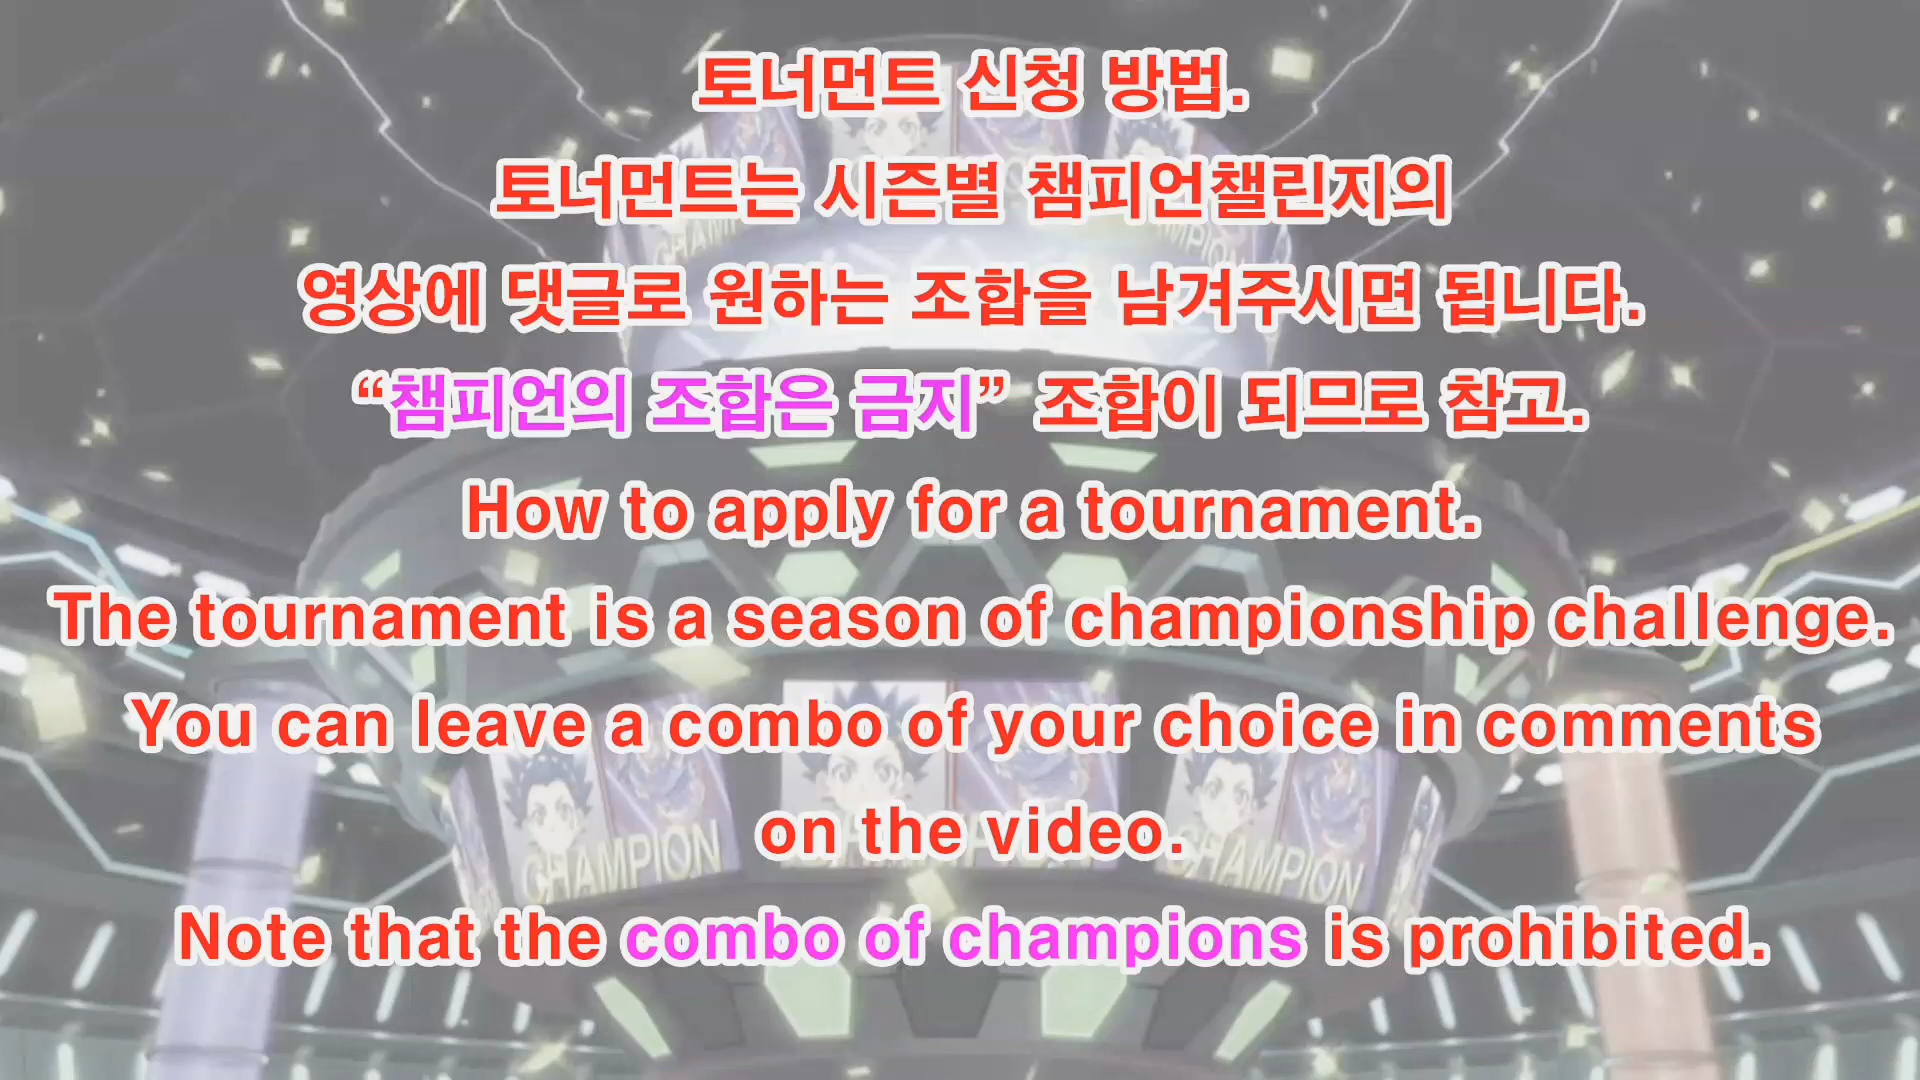 토너먼트 신청 방법.
토너먼트는 시즌별 챔피언챌린지의
영상에 댓글로 원하는 조합을 남겨주시면 됩니다.
“챔피언의 조합은 금지” 조합이 되므로 참고.
How to apply for a tournament.
The tournament is a season of championship challenge.
You can leave a combo of your choice in comments
on the video.
Note that the combo of champions is prohibited.
CHAMPION
CHAMPION